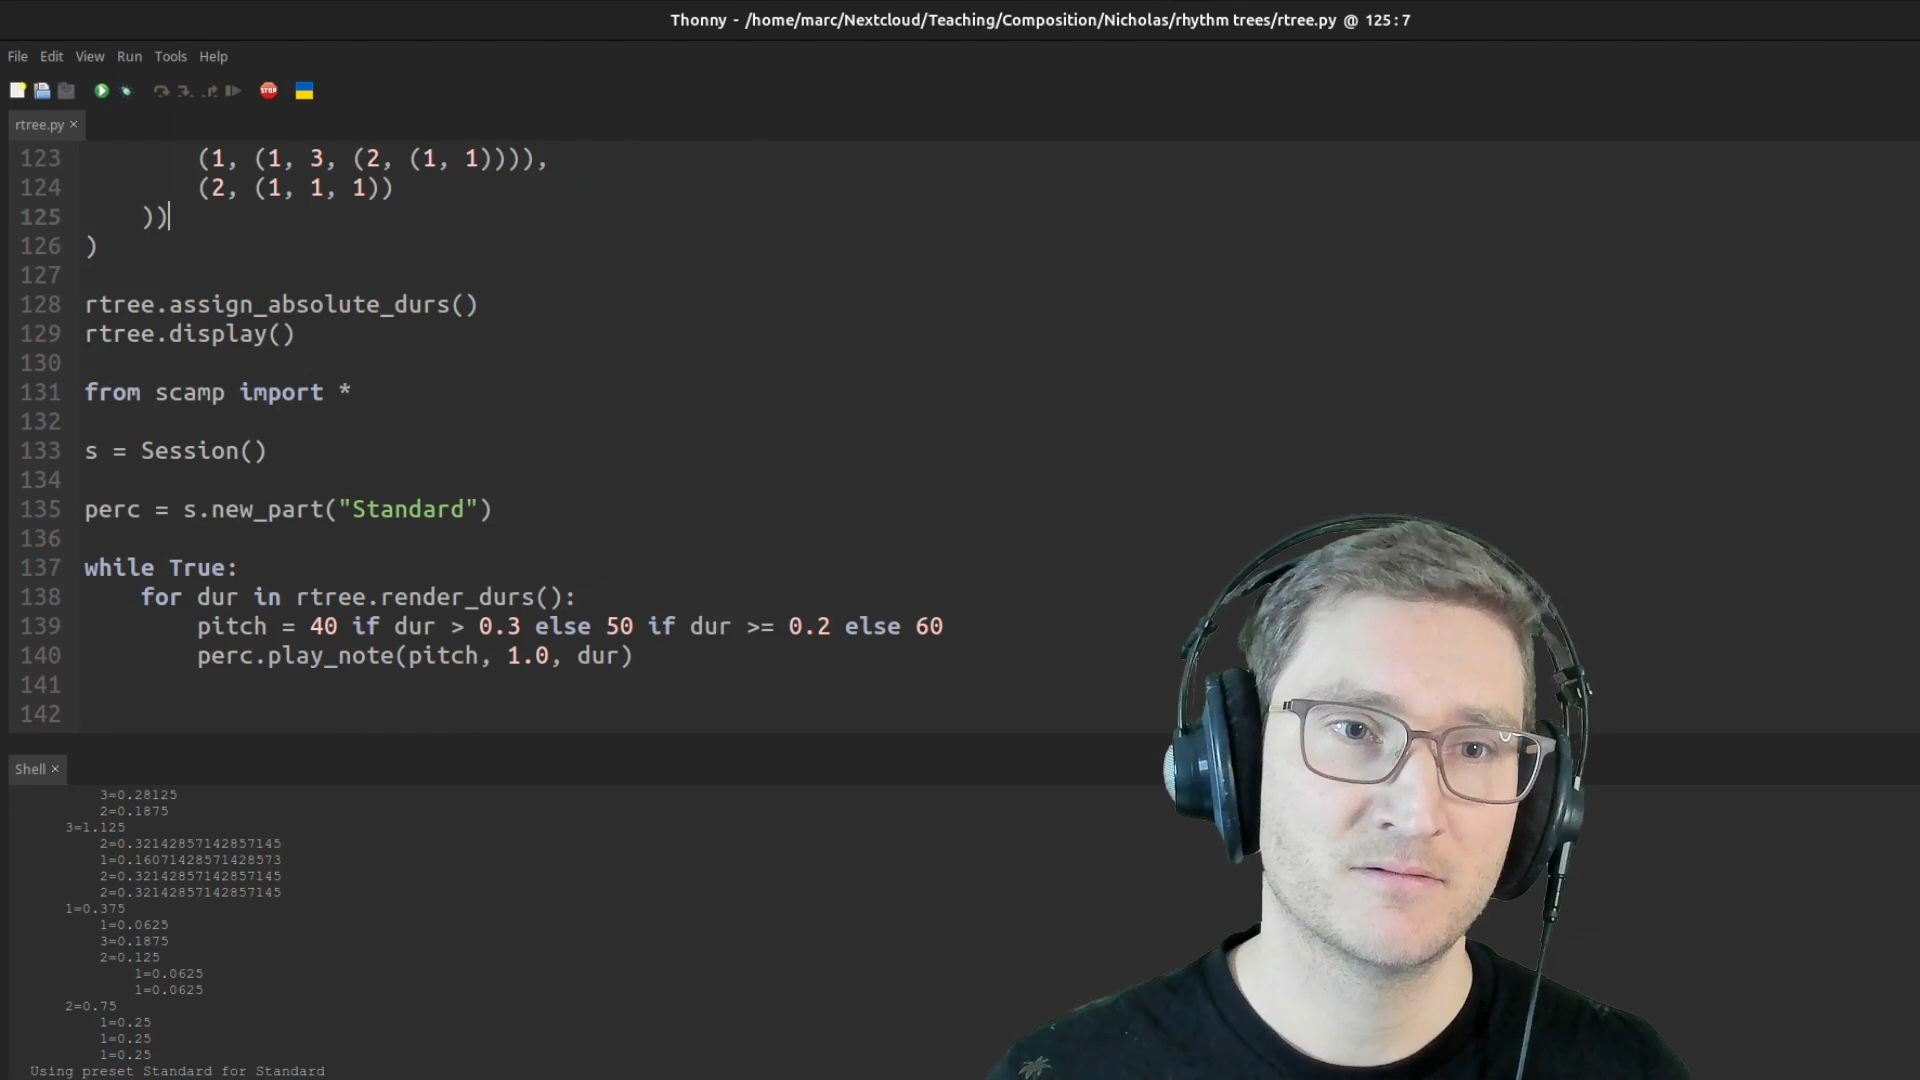 Thonny - /home/marc/Nextcloud/Teaching/Composition/Nicholas/rhythm trees/rtree.py @ 125:7
File Edit View Run Tools Help
STOP
rtree.py ×
123 (1, (1, 3, (2, (1, 1)))),
124 (2, (1, 1, 1))
125 ))
126 )
127
128 rtree.assign_absolute_durs()
129 rtree.display()
130
131 from scamp import *
132
133 s = Session()
134
135 perc = s.new_part("Standard")
136
137 while True:
138 for dur in rtree.render_durs():
139 pitch = 40 if dur > 0.3 else 50 if dur >= 0.2 else 60
140 perc.play_note(pitch, 1.0, dur)
141
142
Shell ×
3=0.28125
2=0.1875
3=1.125
2=0.32142857142857145
1=0.16071428571428573
2=0.32142857142857145
2=0.32142857142857145
1=0.375
1=0.0625
3=0.1875
2=0.125
1=0.0625
1=0.0625
2=0.75
1=0.25
1=0.25
1=0.25
Using preset Standard for Standard